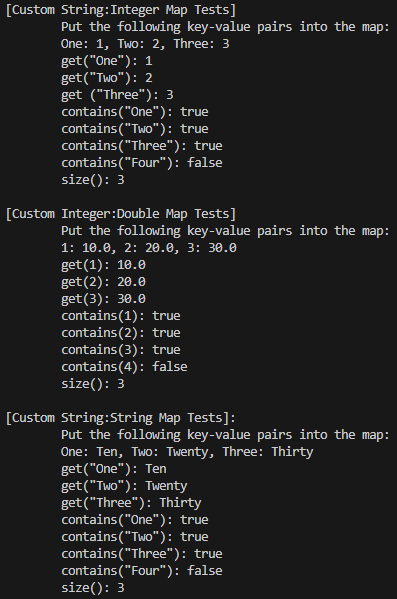 [Custom String:Integer Map Tests]
Put the following key-value pairs into the map:
One: 1, Two: 2, Three: 3
get("One"): 1
get("Two"): 2
get ("Three"): 3
contains("One"): true
contains("Two"): true
contains("Three"): true
contains("Four"): false
size(): 3
[Custom Integer:Double Map Tests]
Put the following key-value pairs into the map:
1: 10.0, 2: 20.0, 3: 30.0
get(1): 10.0
get(2): 20.0
get(3): 30.0
contains(1): true
contains(2): true
contains(3): true
contains(4): false
size(): 3
[Custom String:String Map Tests]:
Put the following key-value pairs into the map:
One: Ten, Two: Twenty, Three: Thirty
get("One"): Ten
get("Two"): Twenty
get("Three"): Thirty
contains("One"): true
contains("Two"): true
contains("Three"): true
contains("Four"): false
size(): 3